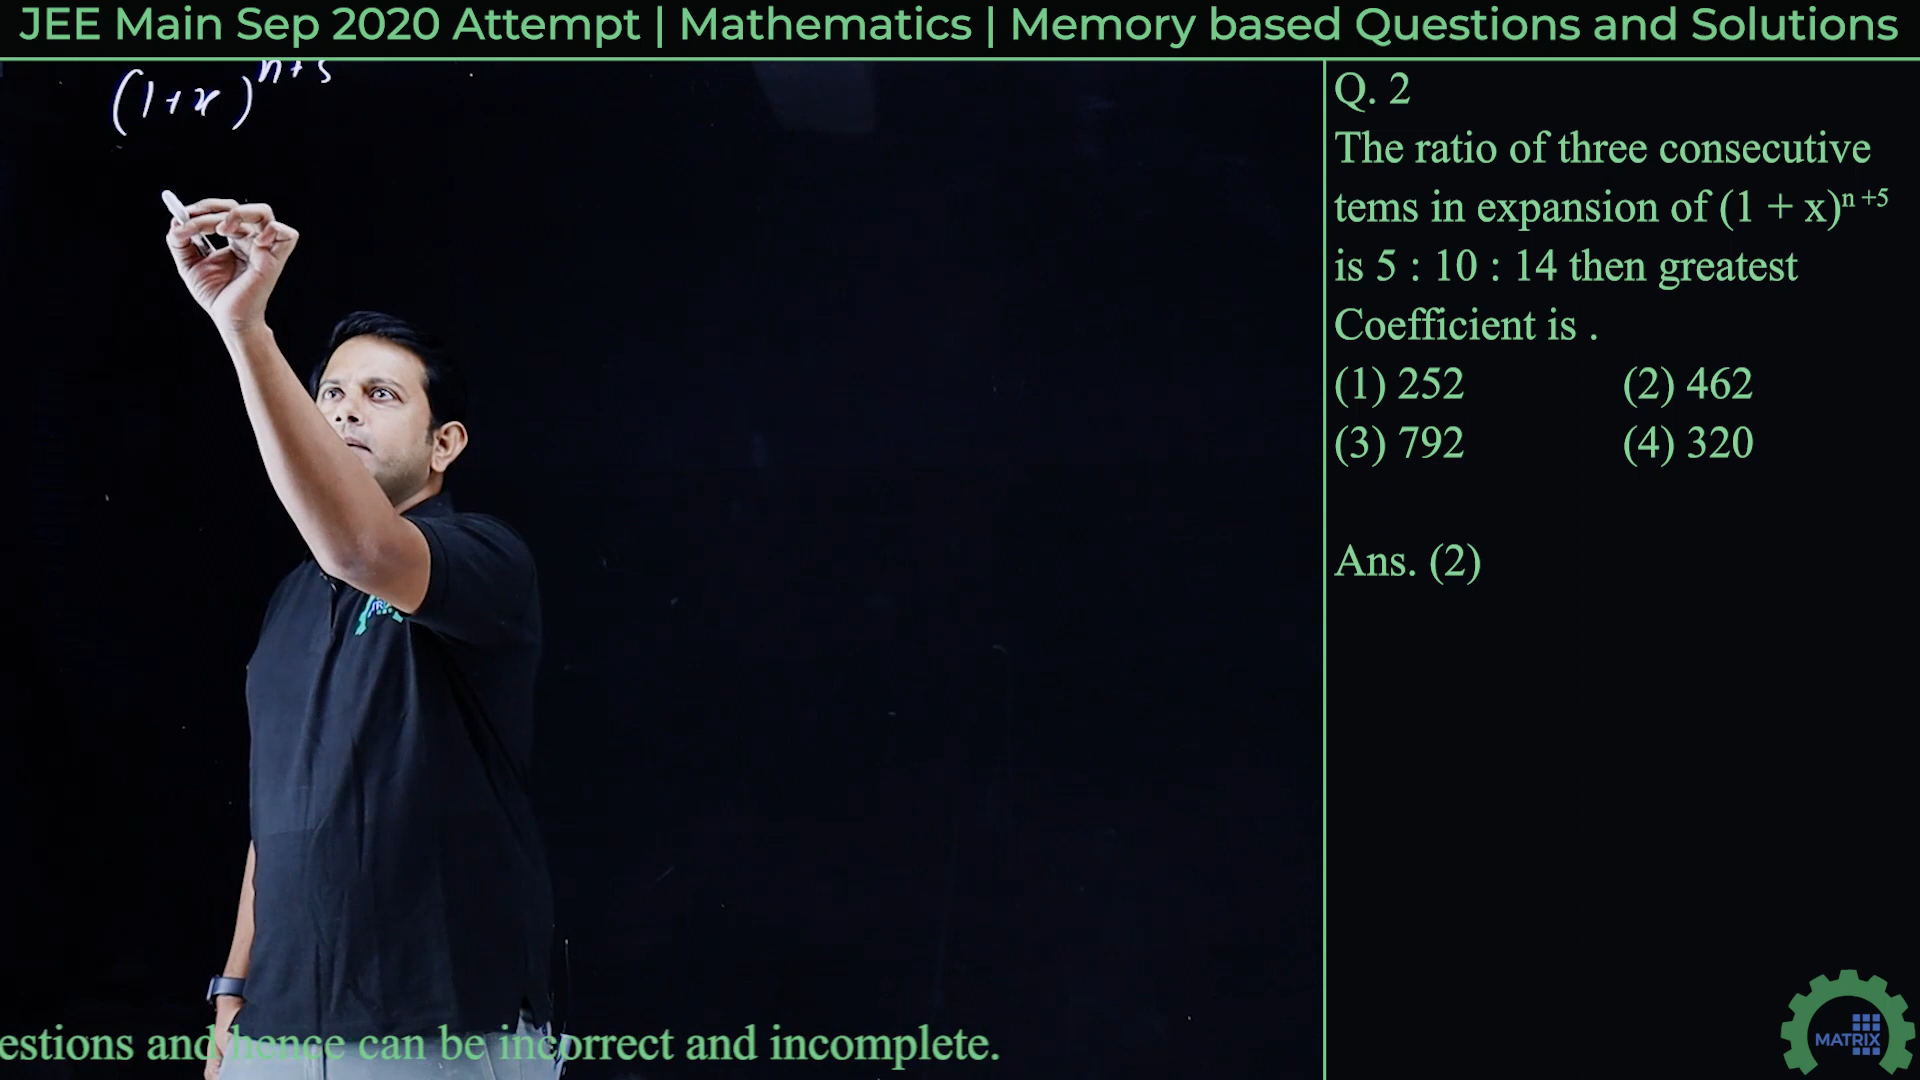 JEE Main Sep 2020 Attempt | Mathematics | Memory based Questions and Solutions
(1+x)^n+5
Q. 2
The ratio of three consecutive
tems in expansion of (1 + x)^n +5
is 5 : 10 : 14 then greatest
Coefficient is .
(1) 252 (2) 462
(3) 792 (4) 320
Ans. (2)
estions and hence can be incorrect and incomplete.
MATRIX